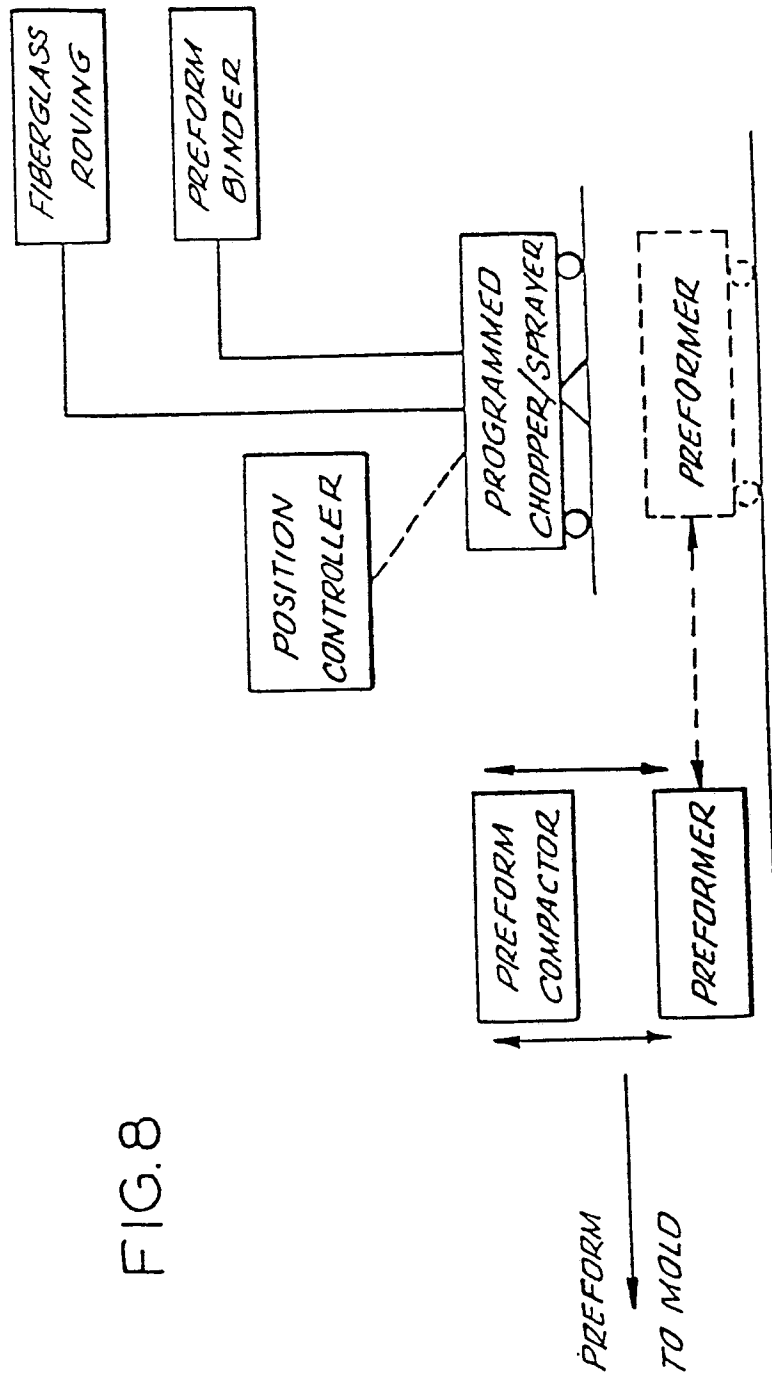 FIG.8
FIBERGLASS
ROVING
PREFORM
BINDER
POSITION
CONTROLLER
PROGRAMMED
CHOPPER/SPRAYER
PREFORM
COMPACTOR
PREFORMER
PREFORMER
PREFORM
TO MOLD